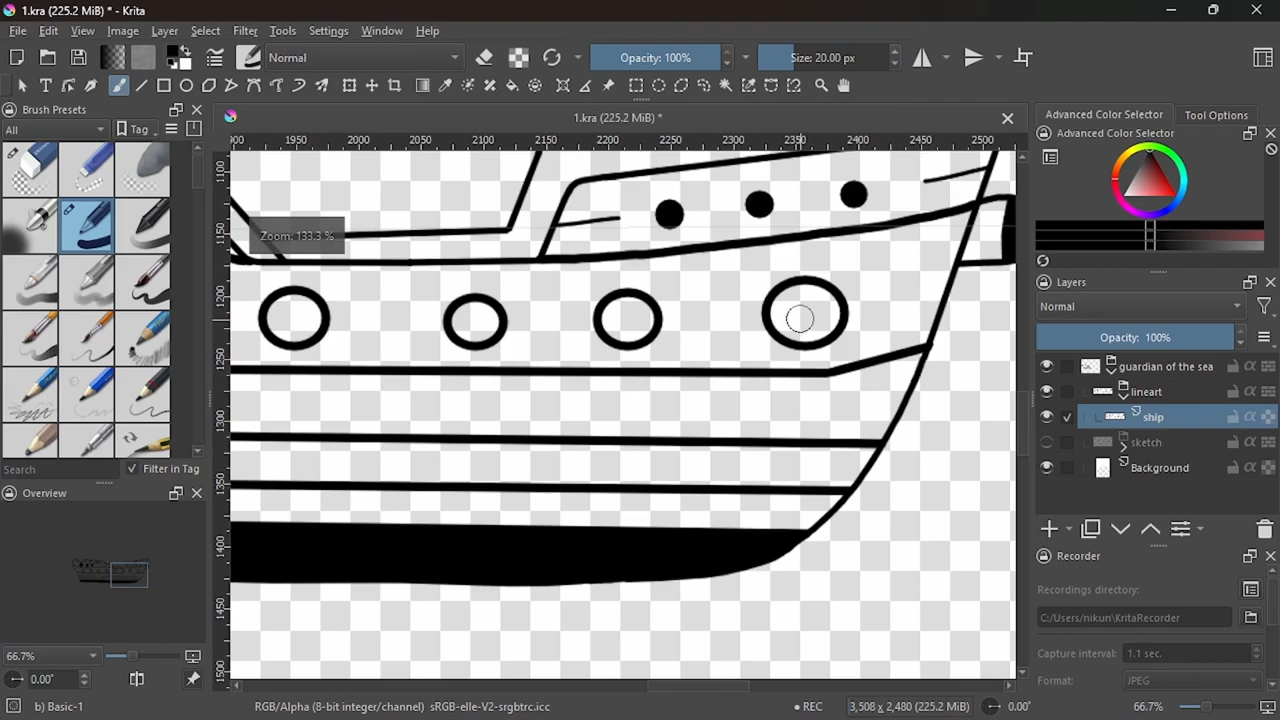 1.kra (225.2 MiB) * - Krita
File Edit View Image Layer Select Filter Tools Settings Window Help
Normal Opacity: 100% Size: 20.00 px
Brush Presets 1.kra (225.2 MiB) * Advanced Color Selector Tool Options
All Tag Advanced Color Selector
00 1950 2000 2050 2100 2150 2200 2250 2300 2350 2400 2450 2500
1100
1150
1200
1250
1300
1350
1400
1450
1500
Zoom: 133.3 %
Layers
Normal
Opacity: 100%
guardian of the sea
lineart
ship
sketch
Background
Search Filter in Tag
Overview
Recorder
Recordings directory:
C:/Users/nikun\KritaRecorder
Capture interval: 1.1 sec.
Format: JPEG
66.7%
0.00°
b) Basic-1 RGB/Alpha (8-bit integer/channel) sRGB-elle-V2-srgbtrc.icc REC 3,508 x 2,480 (225.2 MiB) 0.00° 66.7%